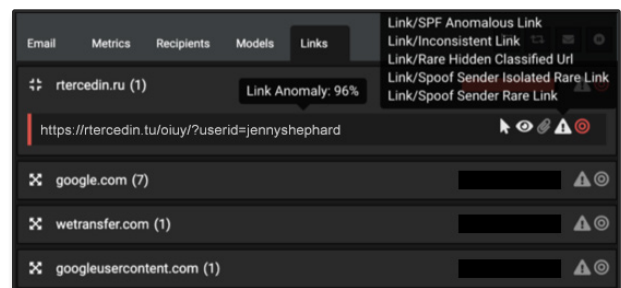 Link/SPF Anomalous Link
Link/Inconsistent Link
Link/Rare Hidden Classified Url
Link/Spoof Sender Isolated Rare Link
Link/Spoof Sender Rare Link
Email Metrics Recipients Models Links
rtercedin.ru (1)
Link Anomaly: 96%
https://rtercedin.tu/oiuy/?userid=jennyshephard
google.com (7)
wetransfer.com (1)
googleusercontent.com (1)